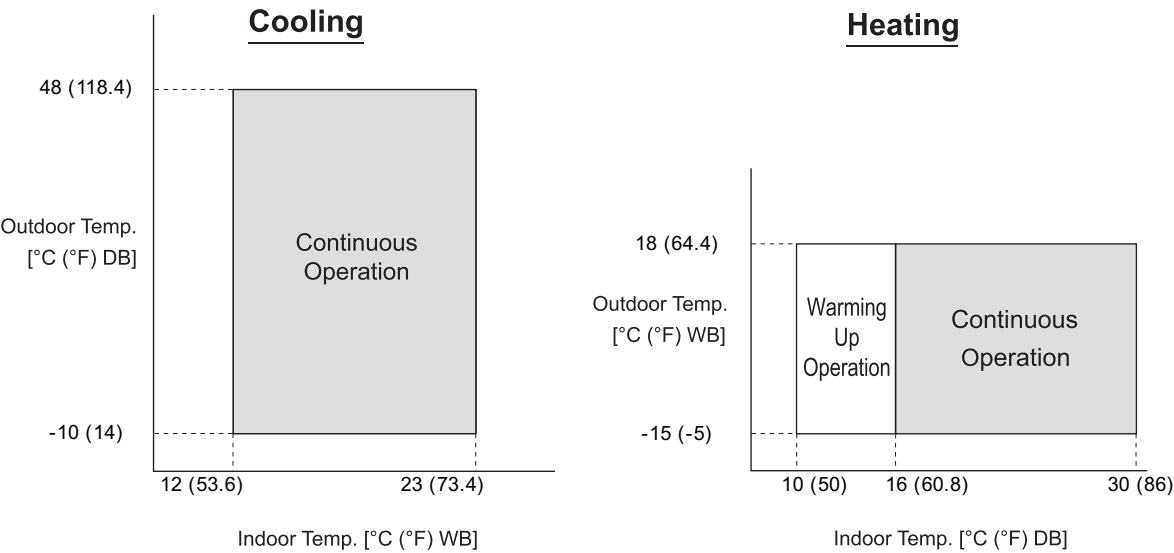 Cooling
48 (118.4)
Outdoor Temp.
[°C (°F) DB]
Continuous
Operation
-10 (14)
12 (53.6)
23 (73.4)
Indoor Temp. [°C (°F) WB]
Heating
18 (64.4)
Outdoor Temp.
[°C (°F) WB]
Warming
Up
Operation
Continuous
Operation
-15 (-5)
10 (50)
16 (60.8)
30 (86)
Indoor Temp. [°C (°F) DB]